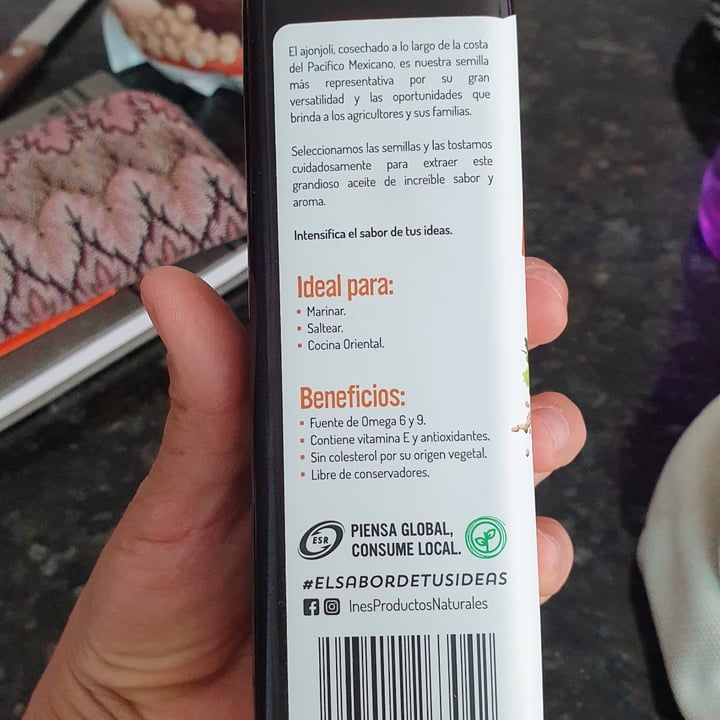 El ajonjoli, cosechado a lo largo de la costa
del Pacífico Mexicano, es nuestra semilla
más representativa por su gran
versatilidad y las oportunidades que
brinda a los agricultores y sus familias.
Seleccionamos las semillas y las tostamos
cuidadosamente para extraer este
grandioso aceite de increíble sabor y
aroma.
Intensifica el sabor de tus ideas.
Ideal para:
• Marinar.
• Saltear.
• Cocina Oriental.
Beneficios:
• Fuente de Omega 6 y 9.
• Contiene vitamina E y antioxidantes.
• Sin colesterol por su origen vegetal.
• Libre de conservadores.
ESR
PIENSA GLOBAL,
CONSUME LOCAL.
#ELSABORDETUSIDEAS
InesProductosNaturales